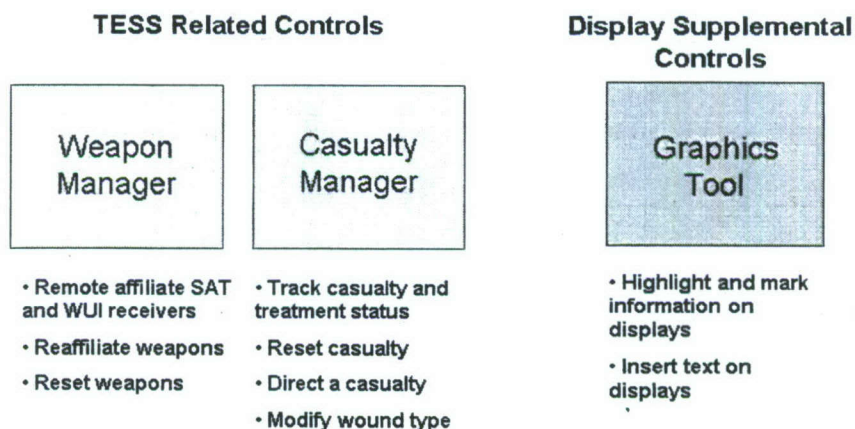 TESS Related Controls
Weapon
Manager
• Remote affiliate SAT
and WUI receivers
• Reaffiliate weapons
• Reset weapons
Casualty
Manager
• Track casualty and
treatment status
• Reset casualty
• Direct a casualty
• Modify wound type
Display Supplemental
Controls
Graphics
Tool
• Highlight and mark
information on
displays
• Insert text on
displays